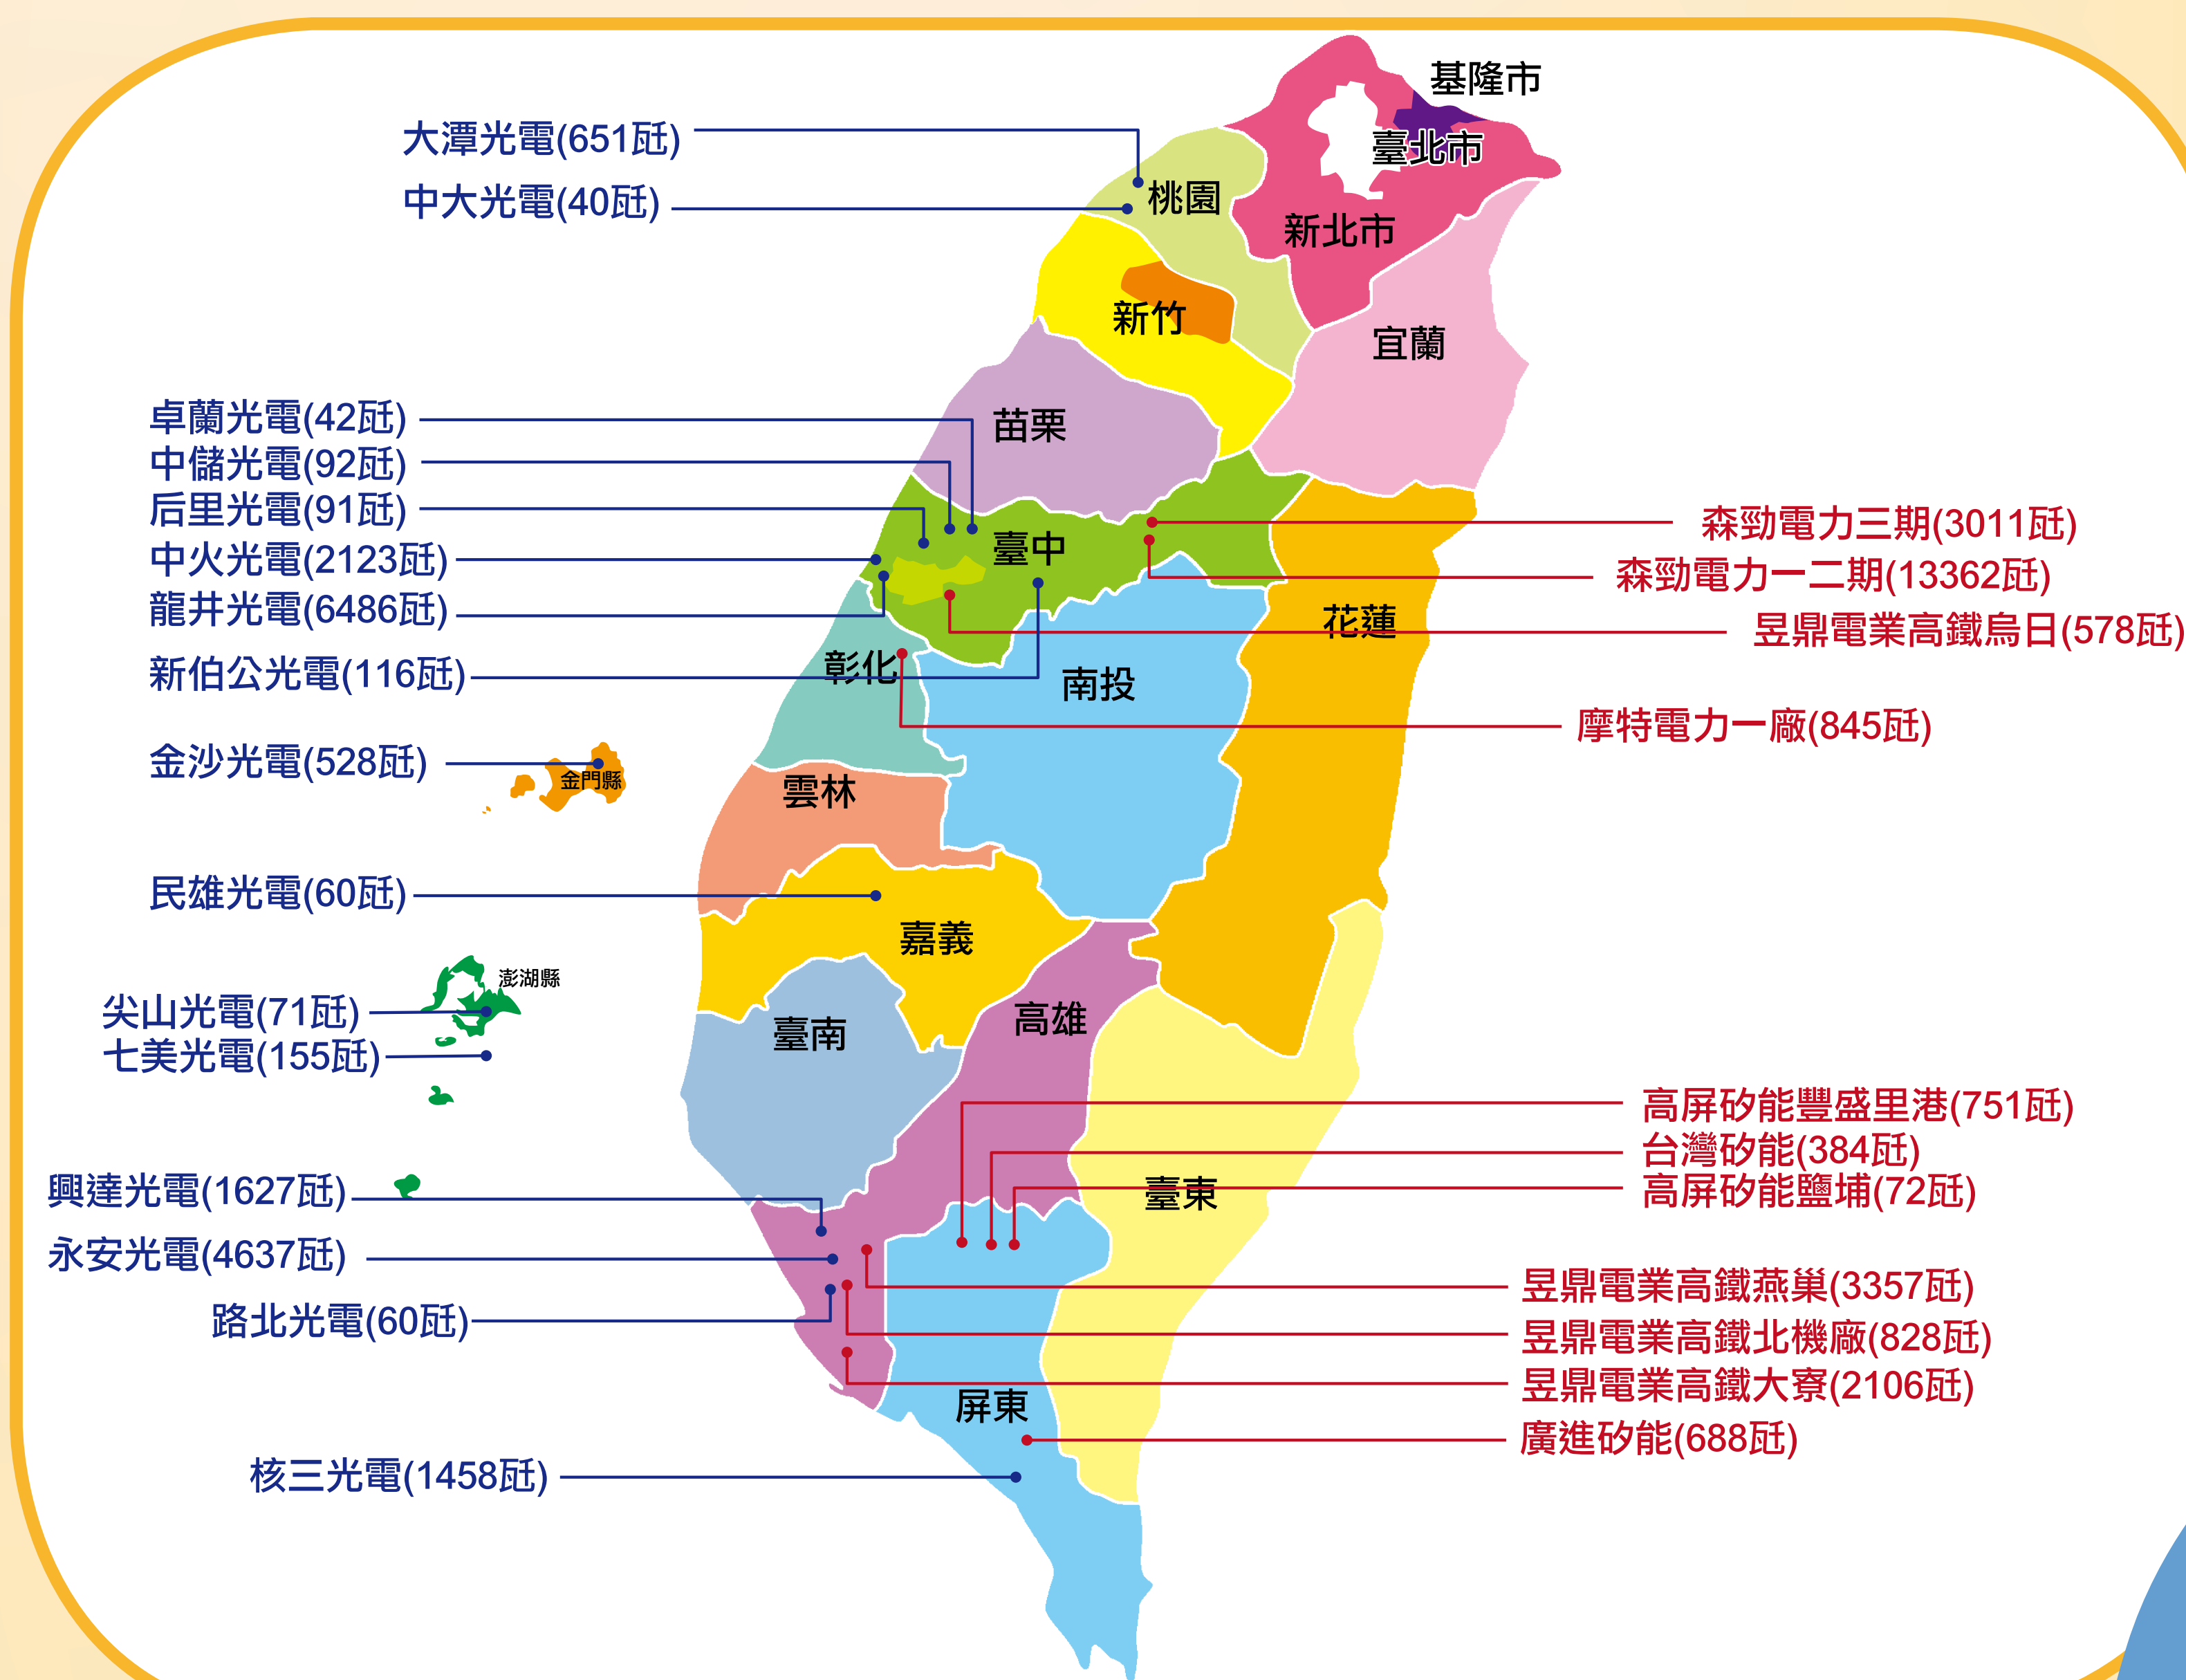 基隆市
大潭光電(651瓩)
臺北市
桃園
中大光電(40瓩)
新北市
新竹
宜蘭
卓蘭光電(42瓩)
苗栗
中儲光電(92瓩)
后里光電(91瓩)
森勁電力三期(3011瓩)
臺中
中火光電(2123瓩)
森勁電力一二期(13362瓩)
龍井光電(6486瓩)
花蓮
昱鼎電業高鐵烏日(578瓩)
新伯公光電(116瓩)
彰化
南投
摩特電力一廠(845瓩)
金沙光電(528瓩)
金門縣
雲林
民雄光電(60瓩)
嘉義
澎湖縣
尖山光電(71瓩)
高雄
臺南
七美光電(155瓩)
高屏矽能豐盛里港(751瓩)
台灣矽能(384瓩)
興達光電(1627瓩)
臺東
高屏矽能鹽埔(72瓩)
永安光電(4637瓩)
昱鼎電業高鐵燕巢(3357瓩)
路北光電(60瓩)
昱鼎電業高鐵北機廠(828瓩)
昱鼎電業高鐵大寮(2106瓩)
屏東
廣進矽能(688瓩)
核三光電(1458瓩)